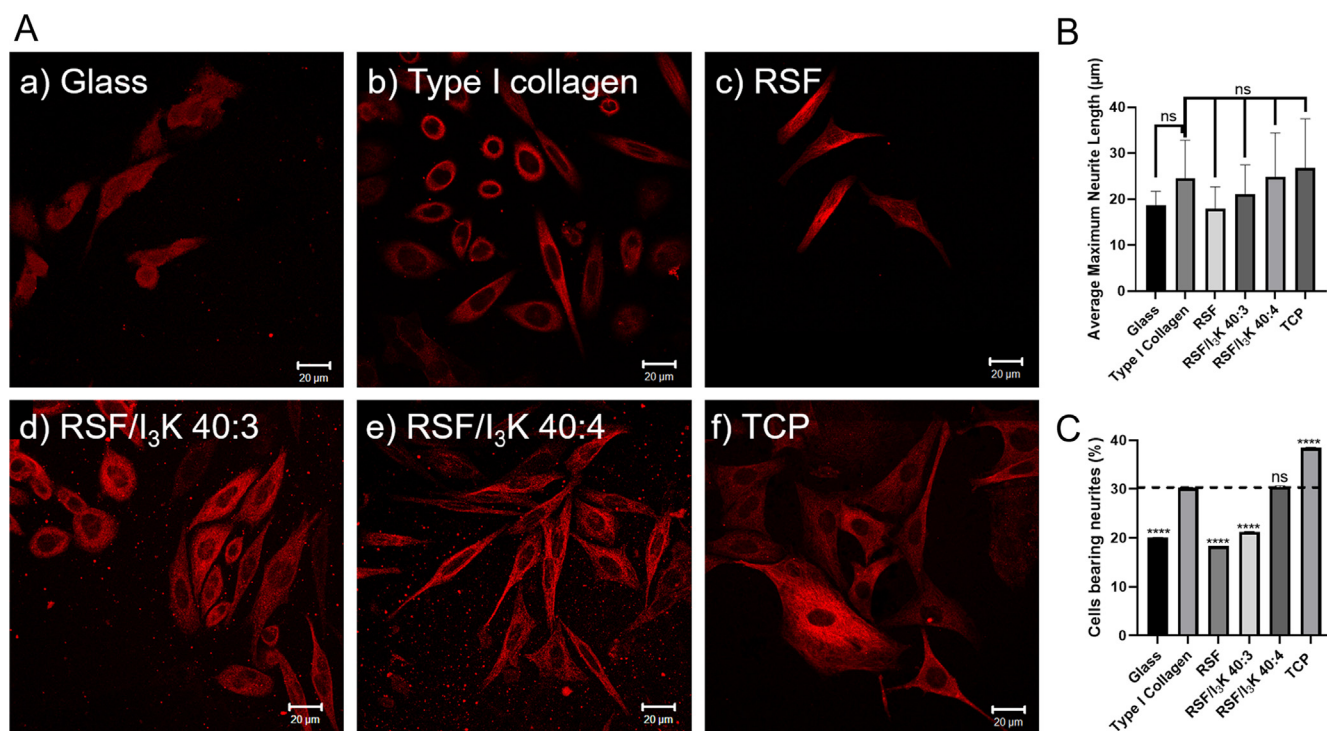 A
a) Glass
b) Type I collagen
c) RSF
20 µm
20 µm
20 µm
d) RSF/I₃K 40:3
e) RSF/I₃K 40:4
f) TCP
20 µm
20 µm
20 µm
B
Average Maximum Neurite Length (µm)
40
30
20
10
0
ns
ns
Glass
Type I Collagen
RSF
RSF/I₃K 40:3
RSF/I₃K 40:4
TCP
C
Cells bearing neurites (%)
40
30
20
10
0
****
****
****
ns
****
Glass
Type I Collagen
RSF
RSF/I₃K 40:3
RSF/I₃K 40:4
TCP